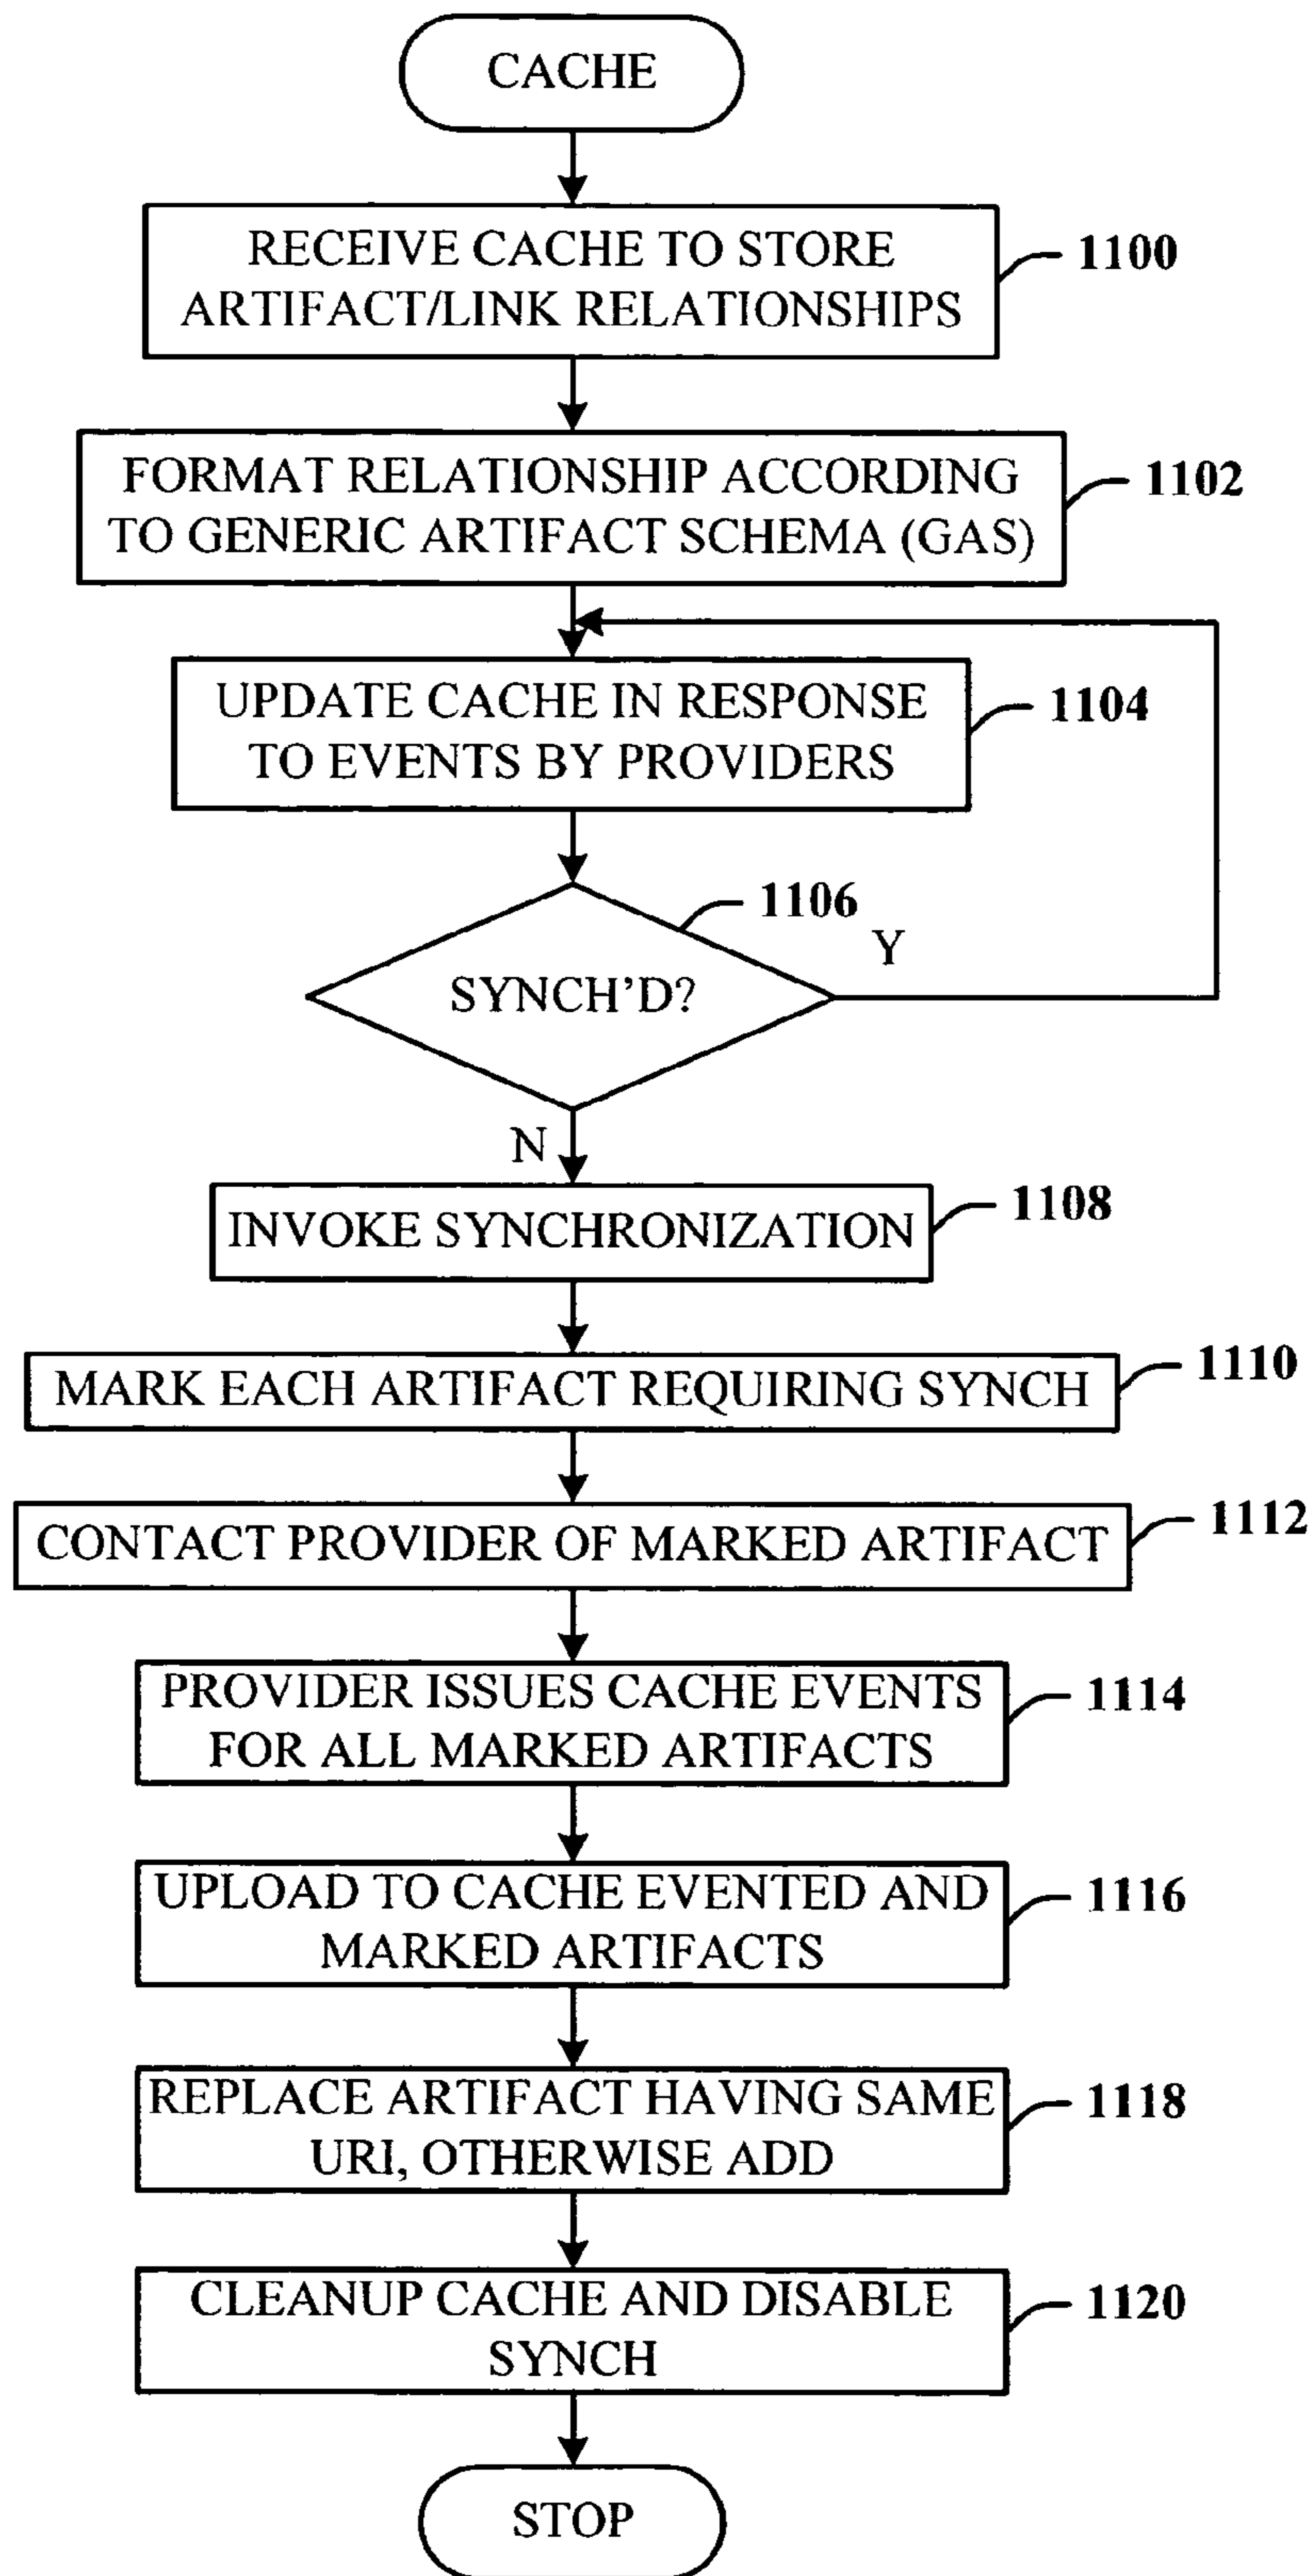 CACHE
RECEIVE CACHE TO STORE
ARTIFACT/LINK RELATIONSHIPS
1100
FORMAT RELATIONSHIP ACCORDING
TO GENERIC ARTIFACT SCHEMA (GAS)
1102
UPDATE CACHE IN RESPONSE
TO EVENTS BY PROVIDERS
1104
1106
SYNCH'D?
Y
N
INVOKE SYNCHRONIZATION
1108
MARK EACH ARTIFACT REQUIRING SYNCH
1110
CONTACT PROVIDER OF MARKED ARTIFACT
1112
PROVIDER ISSUES CACHE EVENTS
FOR ALL MARKED ARTIFACTS
1114
UPLOAD TO CACHE EVENTED AND
MARKED ARTIFACTS
1116
REPLACE ARTIFACT HAVING SAME
URI, OTHERWISE ADD
1118
CLEANUP CACHE AND DISABLE
SYNCH
1120
STOP